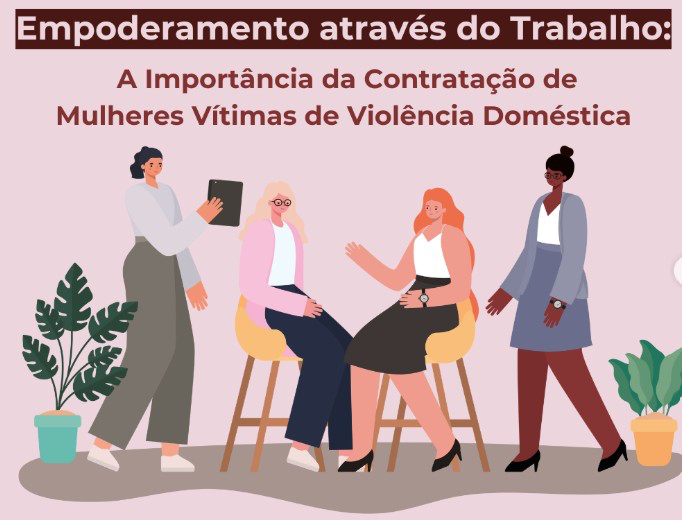 Empoderamento através do Trabalho:
A Importância da Contratação de
Mulheres Vítimas de Violência Doméstica